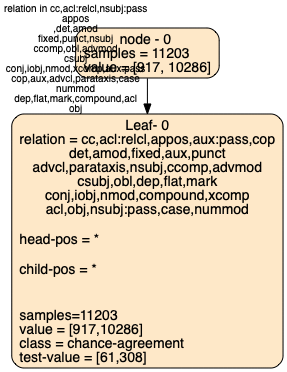 relation in cc,acl:relcl,nsubj:pass
appos
,det,amod
fixed,punct,nsubj
ccomp,obl,advmod
csubj
conj,iobj,nmod,xcomp,aux:pass
cop,aux,advcl,parataxis,case
nummod
dep,flat,mark,compound,acl
obj
node - 0
samples = 11203
value = [917, 10286]
Leaf- 0
relation = cc,acl:relcl,appos,aux:pass,cop
det,amod,fixed,aux,punct
advcl,parataxis,nsubj,ccomp,advmod
csubj,obl,dep,flat,mark
conj,iobj,nmod,compound,xcomp
acl,obj,nsubj:pass,case,nummod
head-pos = *
child-pos = *
samples=11203
value = [917,10286]
class = chance-agreement
test-value = [61,308]